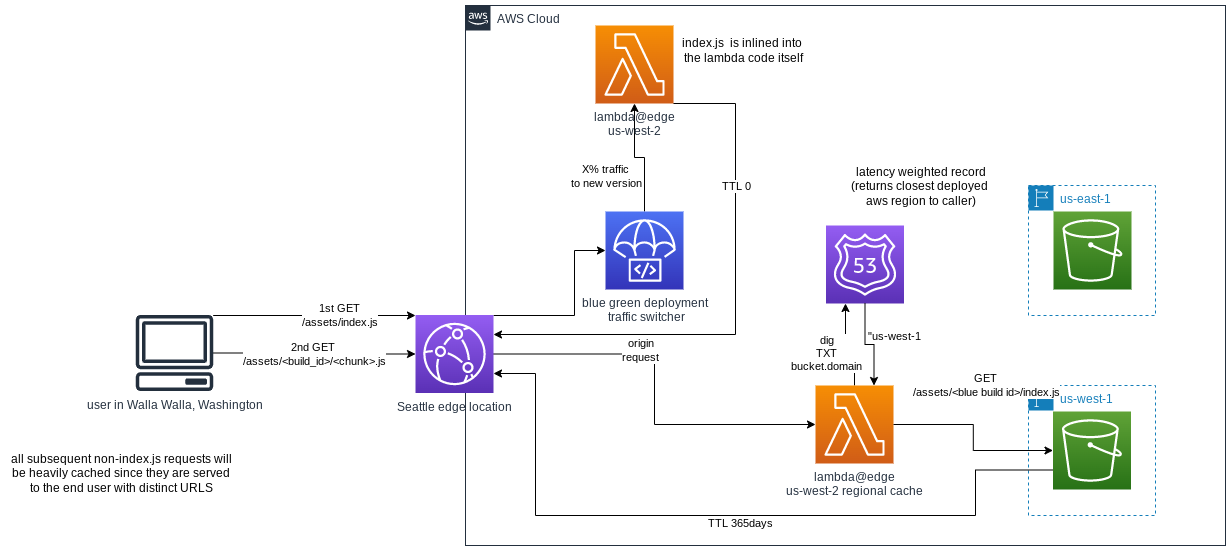 aws
AWS Cloud
index.js is inlined into
the lambda code itself
lambda@edge
us-west-2
X% traffic
to new version
TTL 0
latency weighted record
(returns closest deployed
aws region to caller)
us-east-1
53
blue green deployment
traffic switcher
1st GET
/assets/index.js
2nd GET
/assets/<build_id>/<chunk>.js
origin
request
dig
TXT
bucket.domain
"us-west-1
GET
/assets/<blue build id>/index.js
us-west-1
user in Walla Walla, Washington
Seattle edge location
lambda@edge
us-west-2 regional cache
all subsequent non-index.js requests will
be heavily cached since they are served
to the end user with distinct URLS
TTL 365days